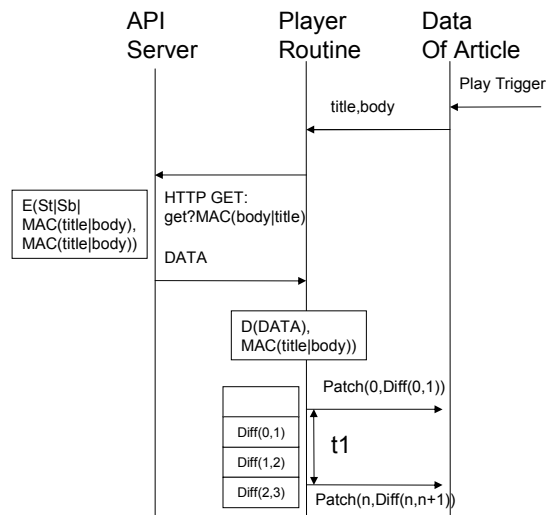 API
Server
Player
Routine
Data
Of Article
Play Trigger
title,body
HTTP GET:
get?MAC(body|title)
E(St|Sb|
MAC(title|body),
MAC(title|body))
DATA
D(DATA),
MAC(title|body))
Patch(0,Diff(0,1))
Diff(0,1)
t1
Diff(1,2)
Diff(2,3)
Patch(n,Diff(n,n+1))